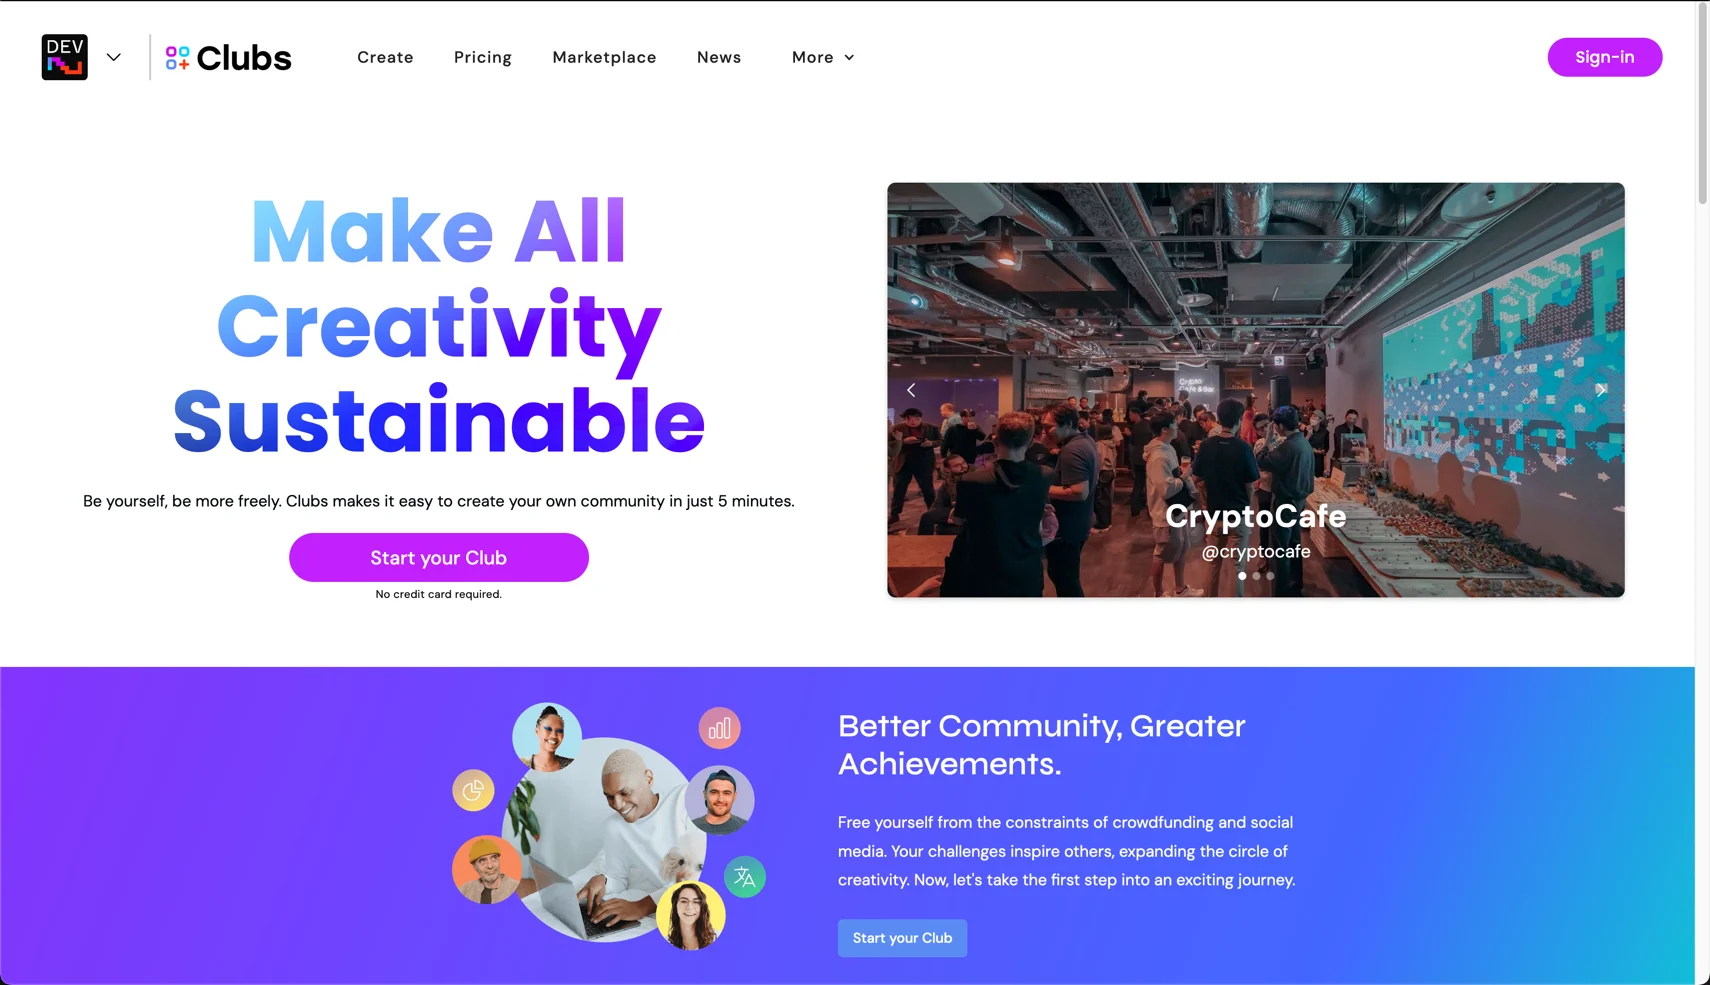 DEV
Clubs
Create
Pricing
Marketplace
News
More
Sign-in
Make All
Creativity
Sustainable
Be yourself, be more freely. Clubs makes it easy to create your own community in just 5 minutes.
Start your Club
No credit card required.
Crypto
Cafe & Bar
CryptoCafe
@cryptocafe
Better Community, Greater
Achievements.
Free yourself from the constraints of crowdfunding and social
media. Your challenges inspire others, expanding the circle of
creativity. Now, let's take the first step into an exciting journey.
Start your Club